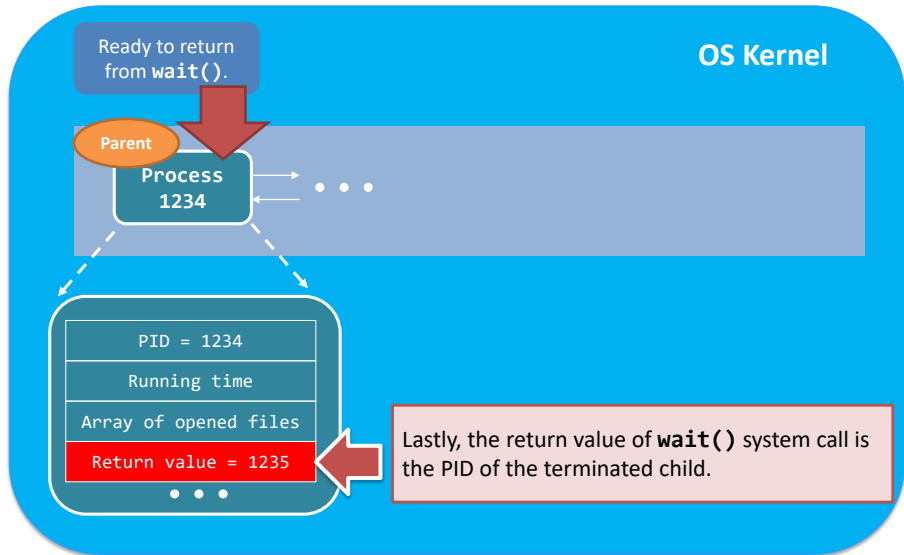 Ready to return
from wait().
OS Kernel
Parent
Process
1234
• • •
PID = 1234
Running time
Array of opened files
Return value = 1235
• • •
Lastly, the return value of wait() system call is
the PID of the terminated child.